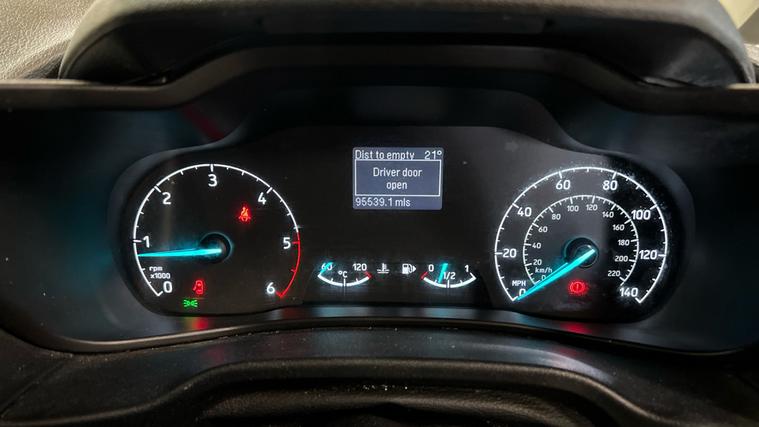 Dist to empty 21°
Driver door
open
95539.1 mls
0 1 2 3 4 5 6
rpm
x1000
60 120
°C
0 1/2 1
0 20 40 60 80 100 120 140
MPH
0 20 40 60 80 100 120 140 160 180 200 220
km/h